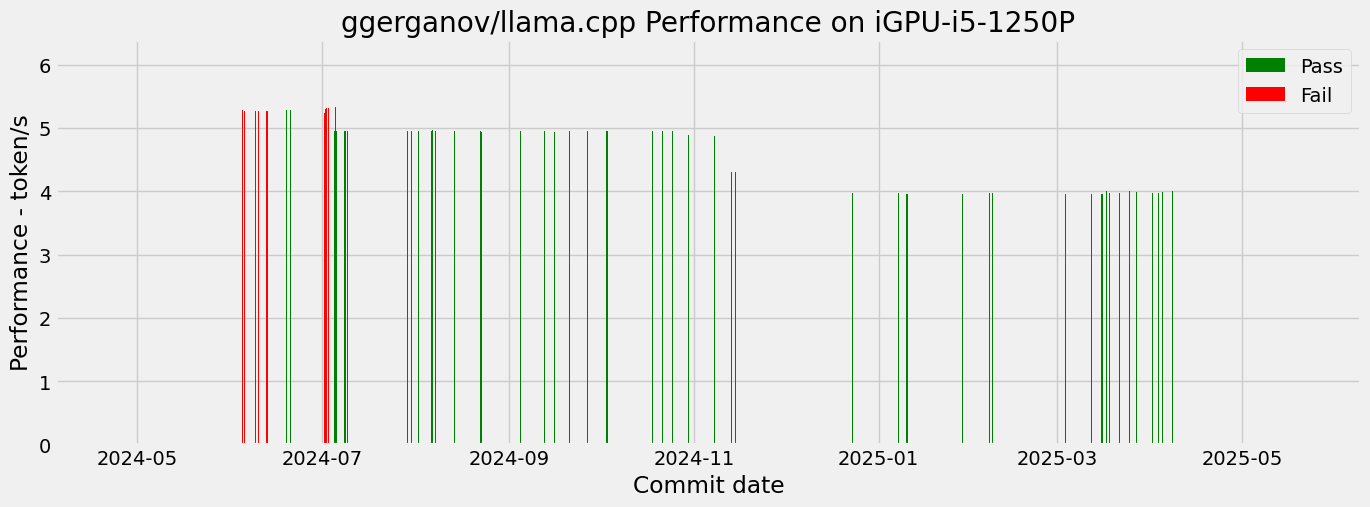 ggerganov/llama.cpp Performance on iGPU-i5-1250P
Performance - token/s
6
5
4
3
2
1
0
Pass
Fail
2024-05 2024-07 2024-09 2024-11 2025-01 2025-03 2025-05
Commit date